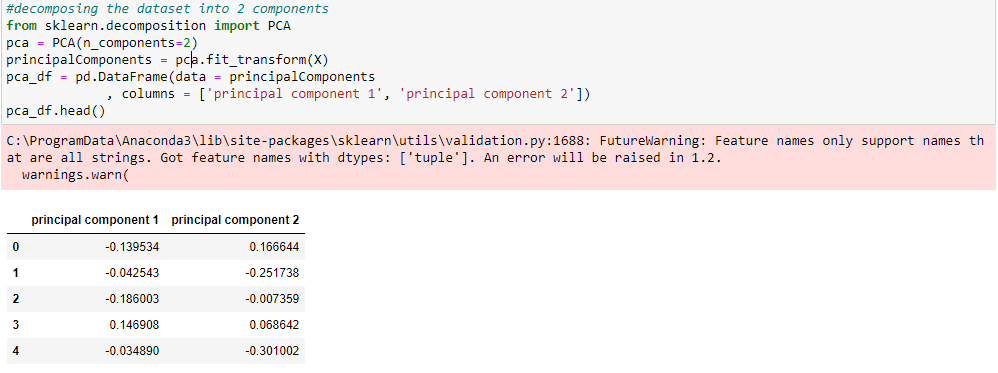 #decomposing the dataset into 2 components
from sklearn.decomposition import PCA
pca = PCA(n_components=2)
principalComponents = pca.fit_transform(X)
pca_df = pd.DataFrame(data = principalComponents
             , columns = ['principal component 1', 'principal component 2'])
pca_df.head()
C:\ProgramData\Anaconda3\lib\site-packages\sklearn\utils\validation.py:1688: FutureWarning: Feature names only support names th
at are all strings. Got feature names with dtypes: ['tuple']. An error will be raised in 1.2.
  warnings.warn(
principal component 1 principal component 2
0 -0.139534 0.166644
1 -0.042543 -0.251738
2 -0.186003 -0.007359
3 0.146908 0.068642
4 -0.034890 -0.301002